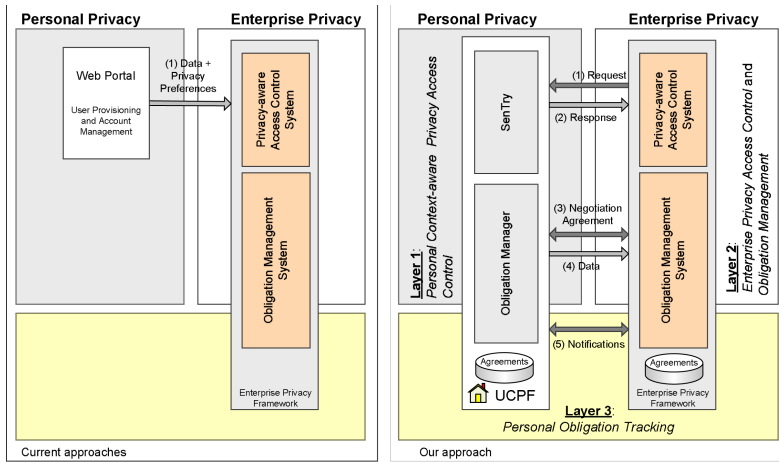 Personal Privacy
Enterprise Privacy
Web Portal
User Provisioning
and Account
Management
(1) Data +
Privacy
Preferences
Privacy-aware
Access Control
System
Obligation Management
System
Enterprise Privacy
Framework
Current approaches
Personal Privacy
Enterprise Privacy
Layer 1:
Personal Context-aware Privacy Access
Control
SenTry
Obligation Manager
Agreements
UCPF
(1) Request
(2) Response
(3) Negotiation
Agreement
(4) Data
(5) Notifications
Privacy-aware
Access Control
System
Obligation Management
System
Agreements
Enterprise Privacy
Framework
Layer 2:
Enterprise Privacy Access Control and
Obligation Management
Layer 3:
Personal Obligation Tracking
Our approach